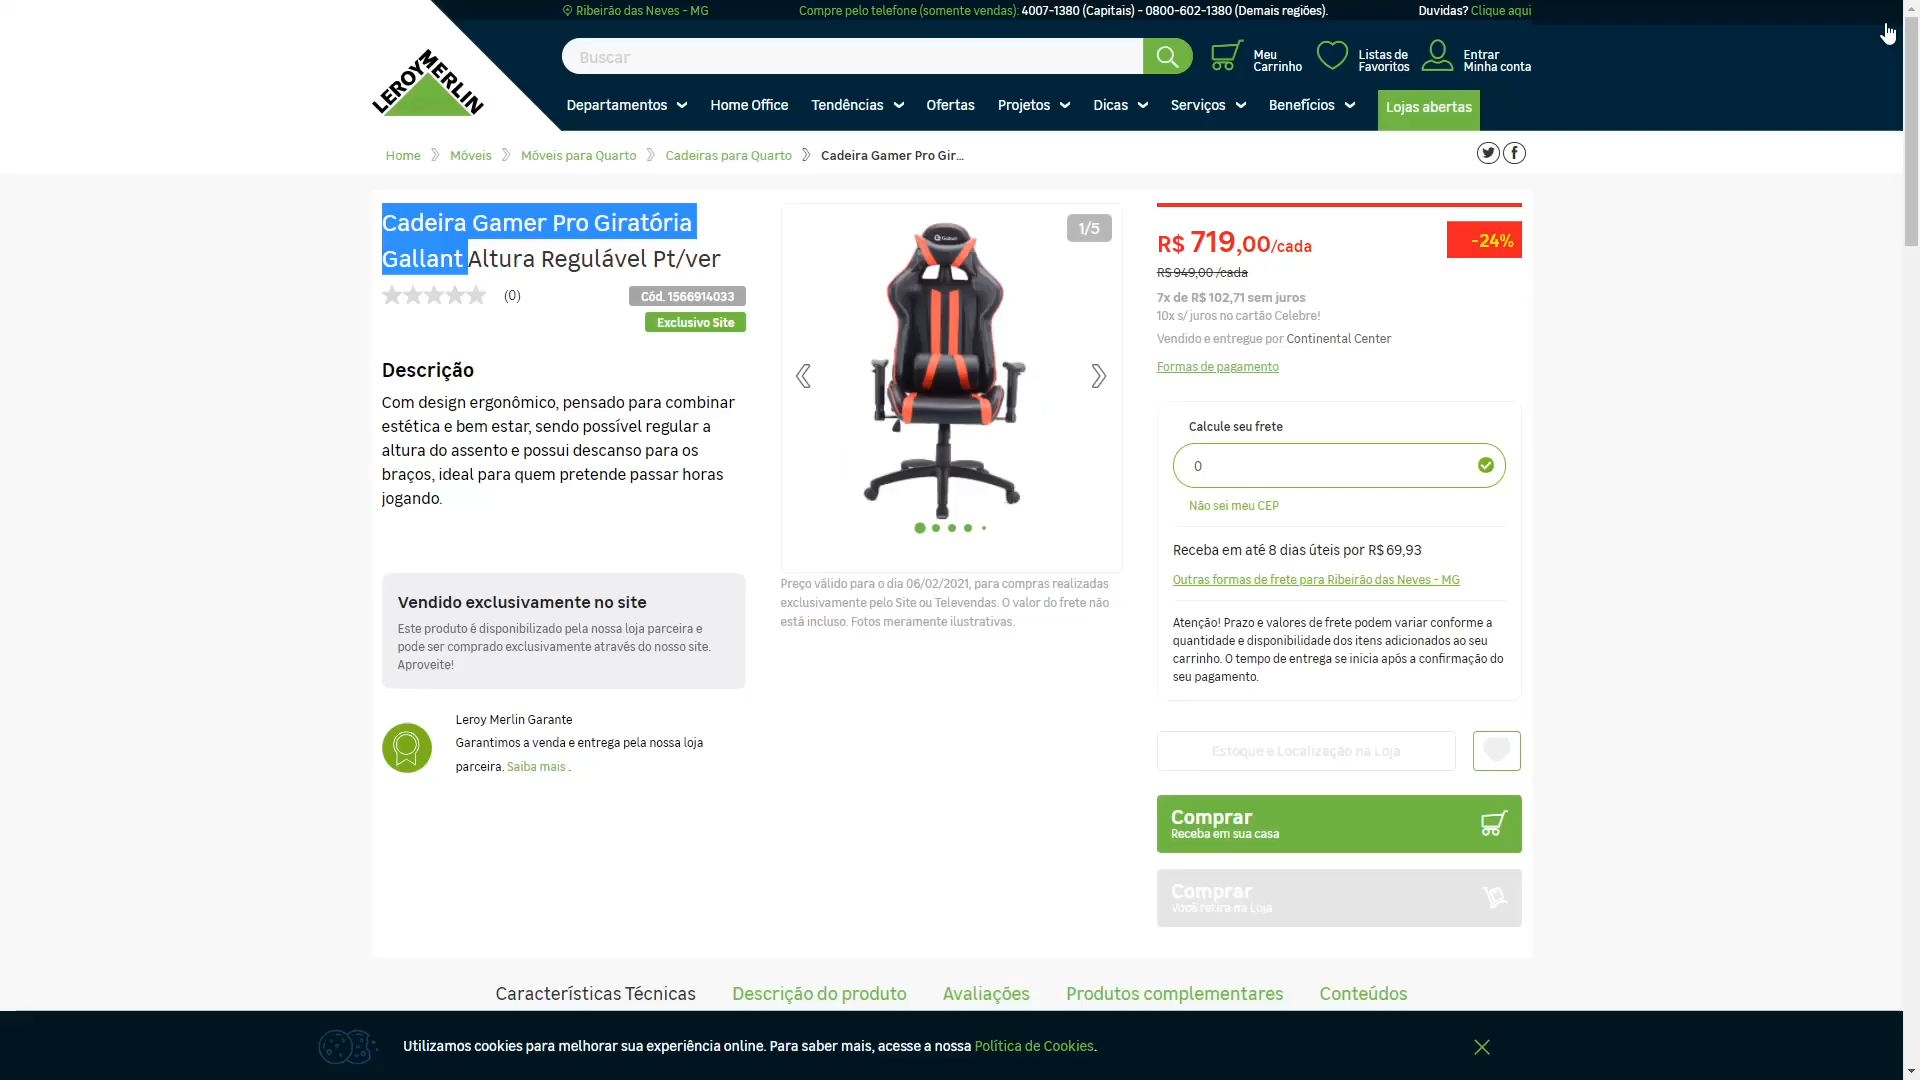 Ribeirão das Neves - MG
Compre pelo telefone (somente vendas): 4007-1380 (Capitais) - 0800-602-1380 (Demais regiões).
Duvidas? Clique aqui
LEROY MERLIN
Buscar
Meu
Carrinho
Listas de
Favoritos
Entrar
Minha conta
Departamentos
Home Office
Tendências
Ofertas
Projetos
Dicas
Serviços
Benefícios
Lojas abertas
Home
Móveis
Móveis para Quarto
Cadeiras para Quarto
Cadeira Gamer Pro Gir...
Cadeira Gamer Pro Giratória
Gallant Altura Regulável Pt/ver
(0)
Cód. 1566914033
Exclusivo Site
Descrição
Com design ergonômico, pensado para combinar
estética e bem estar, sendo possível regular a
altura do assento e possui descanso para os
braços, ideal para quem pretende passar horas
jogando.
Vendido exclusivamente no site
Este produto é disponibilizado pela nossa loja parceira e
pode ser comprado exclusivamente através do nosso site.
Aproveite!
Leroy Merlin Garante
Garantimos a venda e entrega pela nossa loja
parceira. Saiba mais .
1/5
Preço válido para o dia 06/02/2021, para compras realizadas
exclusivamente pelo Site ou Televendas. O valor do frete não
está incluso. Fotos meramente ilustrativas.
R$ 719,00/cada
-24%
R$ 949,00 /cada
7x de R$ 102,71 sem juros
10x s/ juros no cartão Celebre!
Vendido e entregue por Continental Center
Formas de pagamento
Calcule seu frete
0
Não sei meu CEP
Receba em até 8 dias úteis por R$ 69,93
Outras formas de frete para Ribeirão das Neves - MG
Atenção! Prazo e valores de frete podem variar conforme a
quantidade e disponibilidade dos itens adicionados ao seu
carrinho. O tempo de entrega se inicia após a confirmação do
seu pagamento.
Estoque e Localização na Loja
Comprar
Receba em sua casa
Comprar
Você retira na Loja
Características Técnicas
Descrição do produto
Avaliações
Produtos complementares
Conteúdos
Utilizamos cookies para melhorar sua experiência online. Para saber mais, acesse a nossa Política de Cookies.